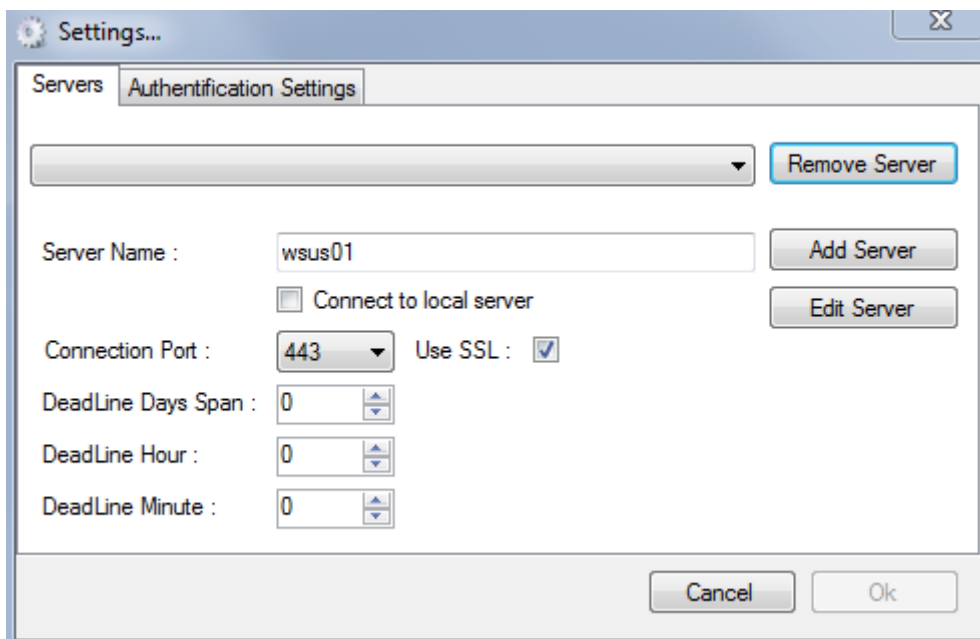 Settings...
Servers
Authentification Settings
Remove Server
Server Name :
wsus01
Add Server
Connect to local server
Edit Server
Connection Port :
443
Use SSL :
DeadLine Days Span :
0
DeadLine Hour :
0
DeadLine Minute :
0
Cancel
Ok